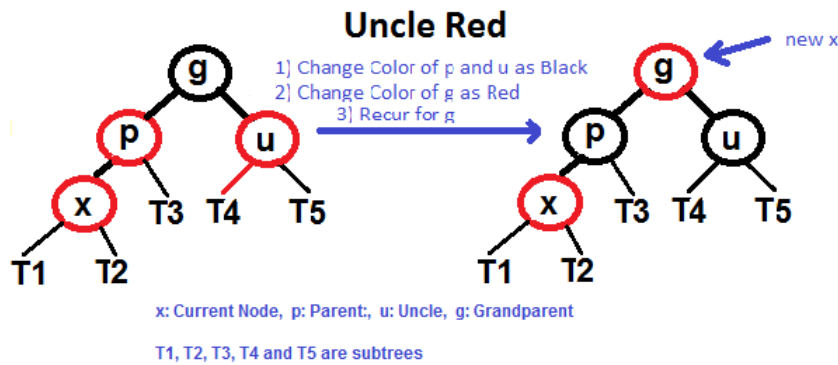 Uncle Red
1) Change Color of p and u as Black
2) Change Color of g as Red
3) Recur for g
new x
g
p
u
x
T3
T4
T5
T1
T2
g
p
u
x
T3
T4
T5
T1
T2
x: Current Node, p: Parent:, u: Uncle, g: Grandparent
T1, T2, T3, T4 and T5 are subtrees